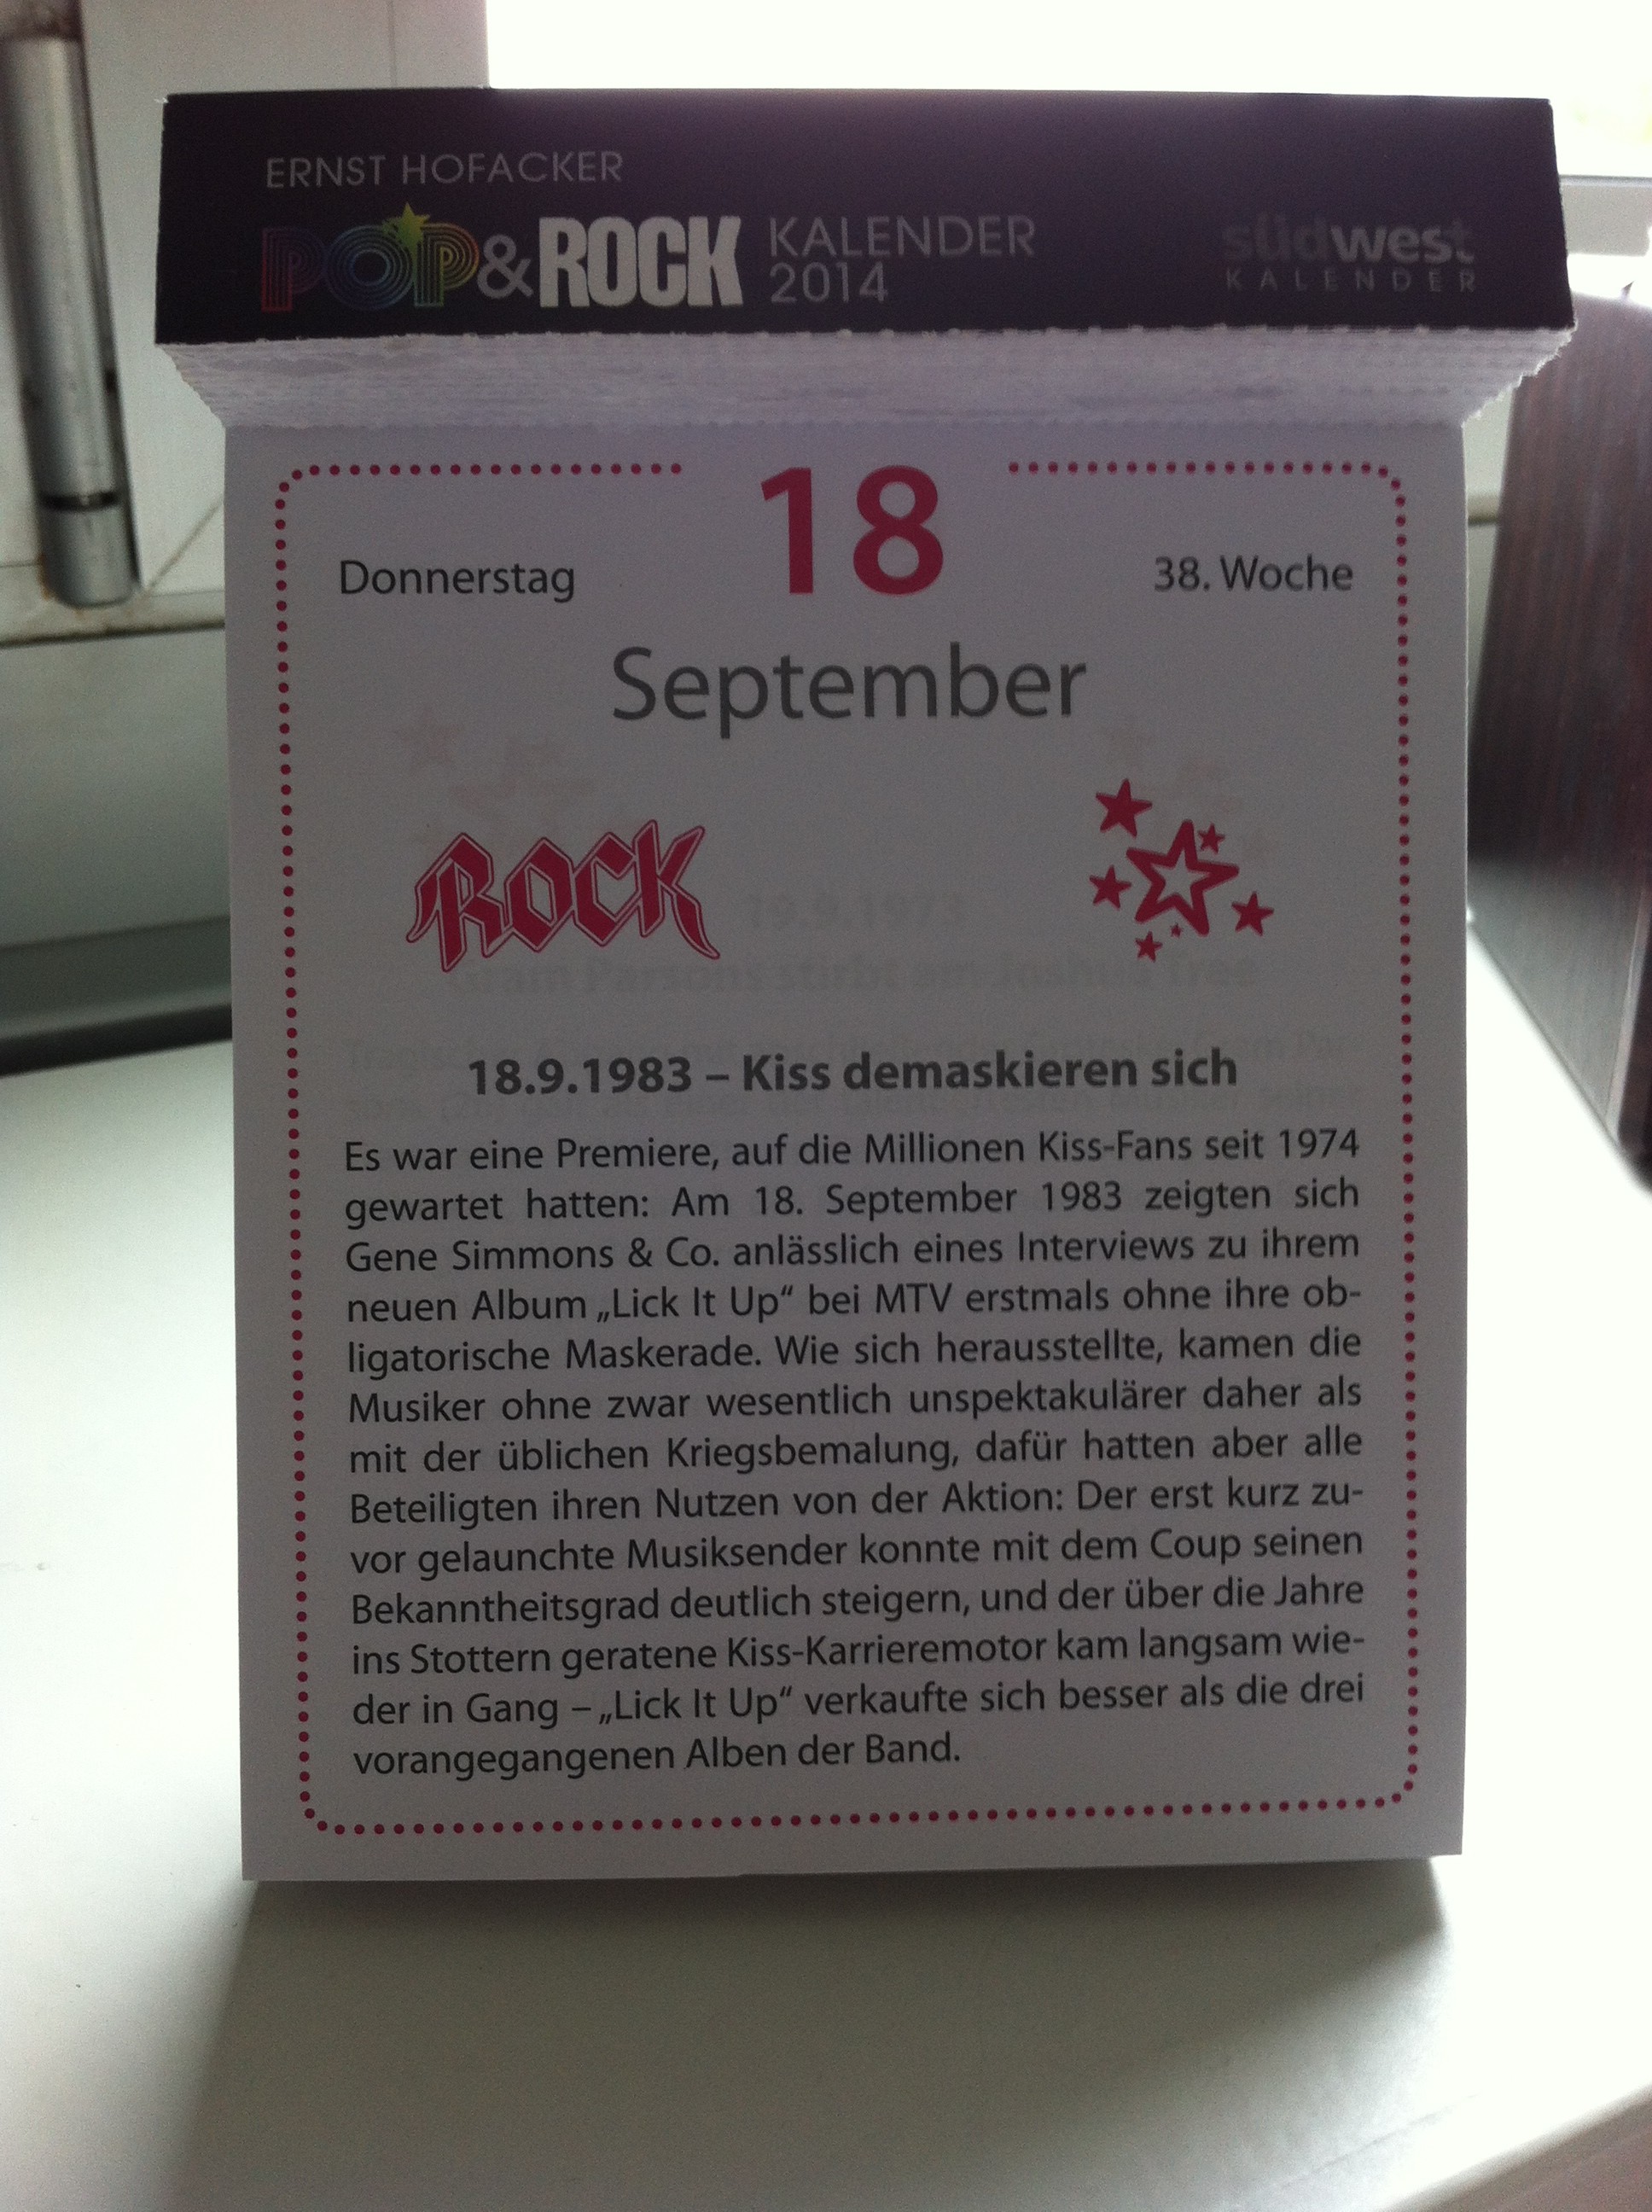 ERNST HOFACKER
POP&ROCK KALENDER 2014
südwest
KALENDER
18
Donnerstag
38. Woche
September
ROCK
19.9.1973
18.9.1983 – Kiss demaskieren sich
Es war eine Premiere, auf die Millionen Kiss-Fans seit 1974
gewartet hatten: Am 18. September 1983 zeigten sich
Gene Simmons & Co. anlässlich eines Interviews zu ihrem
neuen Album „Lick It Up“ bei MTV erstmals ohne ihre ob-
ligatorische Maskerade. Wie sich herausstellte, kamen die
Musiker ohne zwar wesentlich unspektakulärer daher als
mit der üblichen Kriegsbemalung, dafür hatten aber alle
Beteiligten ihren Nutzen von der Aktion: Der erst kurz zu-
vor gelaunchte Musiksender konnte mit dem Coup seinen
Bekanntheitsgrad deutlich steigern, und der über die Jahre
ins Stottern geratene Kiss-Karrieremotor kam langsam wie-
der in Gang – „Lick It Up“ verkaufte sich besser als die drei
vorangegangenen Alben der Band.